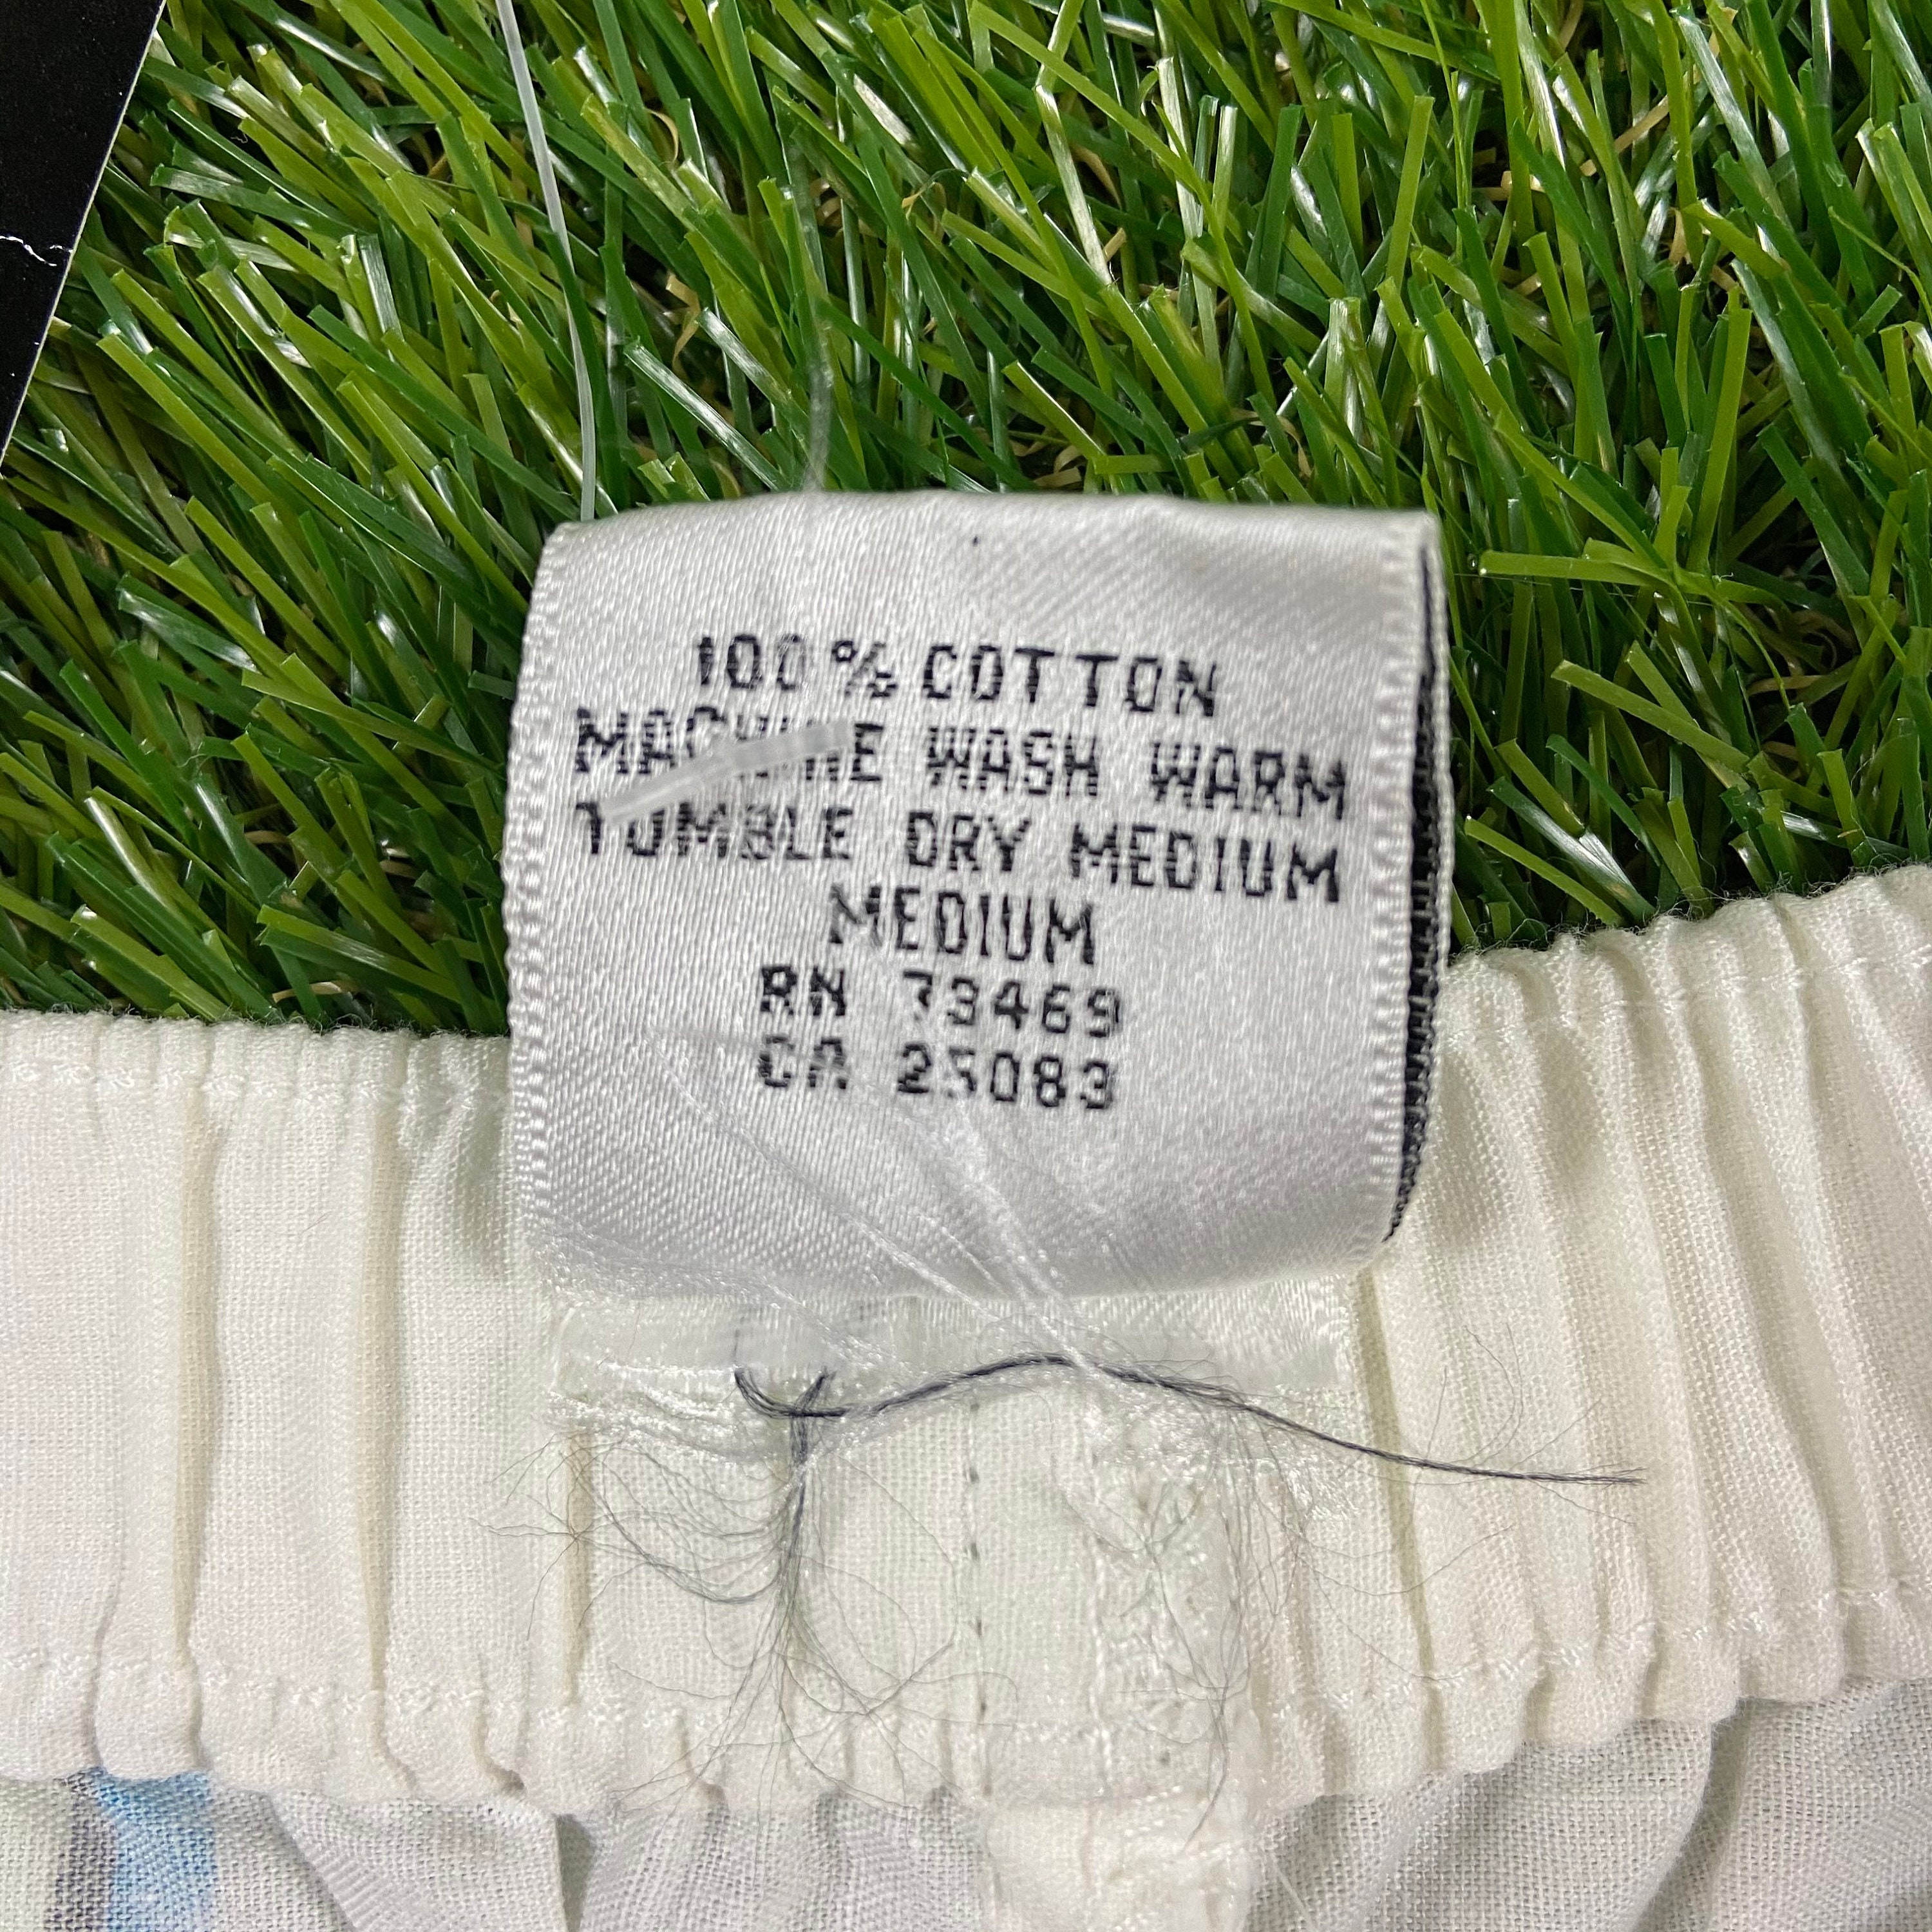 100% COTTON
MACHINE WASH WARM
TUMBLE DRY MEDIUM
MEDIUM
RN 73469
CA 25083